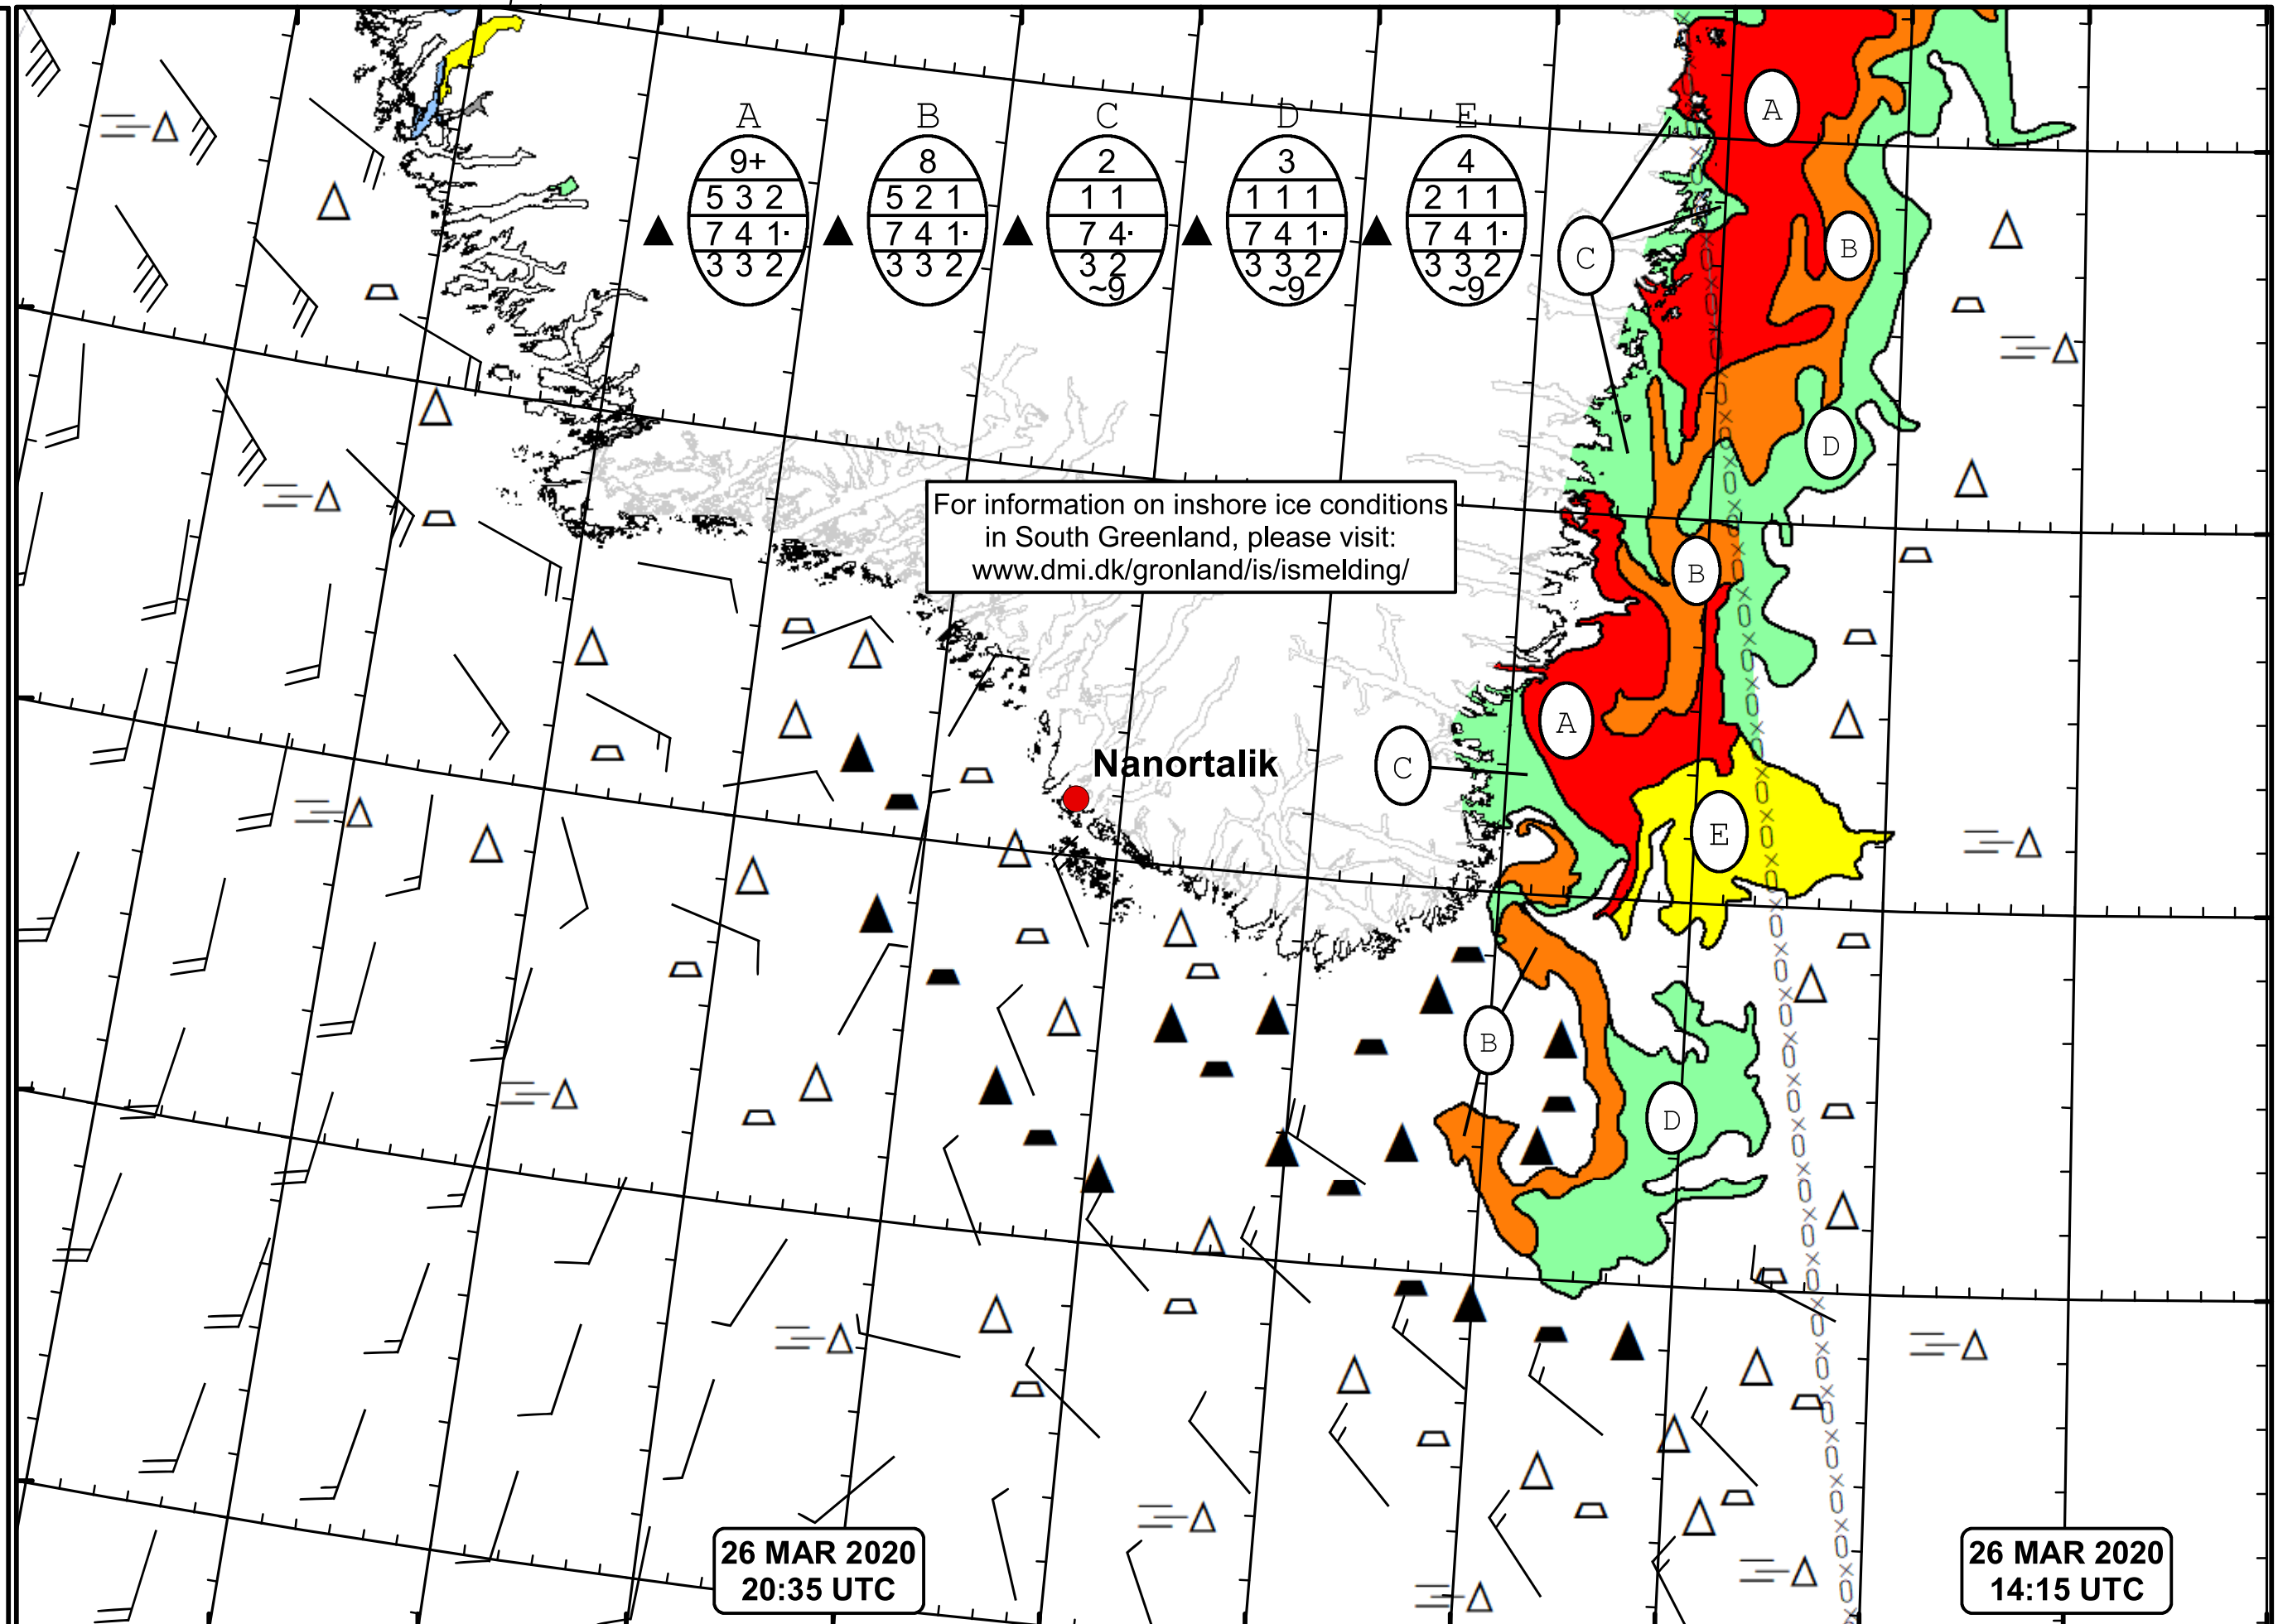 A B C D E
9+ 8 2 3 4
5 3 2 5 2 1 1 1 1 1 1 2 1 1
7 4 1· 7 4 1· 7 4· 7 4 1· 7 4 1·
3 3 2 3 3 2 3 2 3 3 2 3 3 2
~9 ~9 ~9
A
B
C
D
For information on inshore ice conditions
in South Greenland, please visit:
www.dmi.dk/gronland/is/ismelding/
B
A
Nanortalik
C
E
B
D
26 MAR 2020
20:35 UTC
26 MAR 2020
14:15 UTC